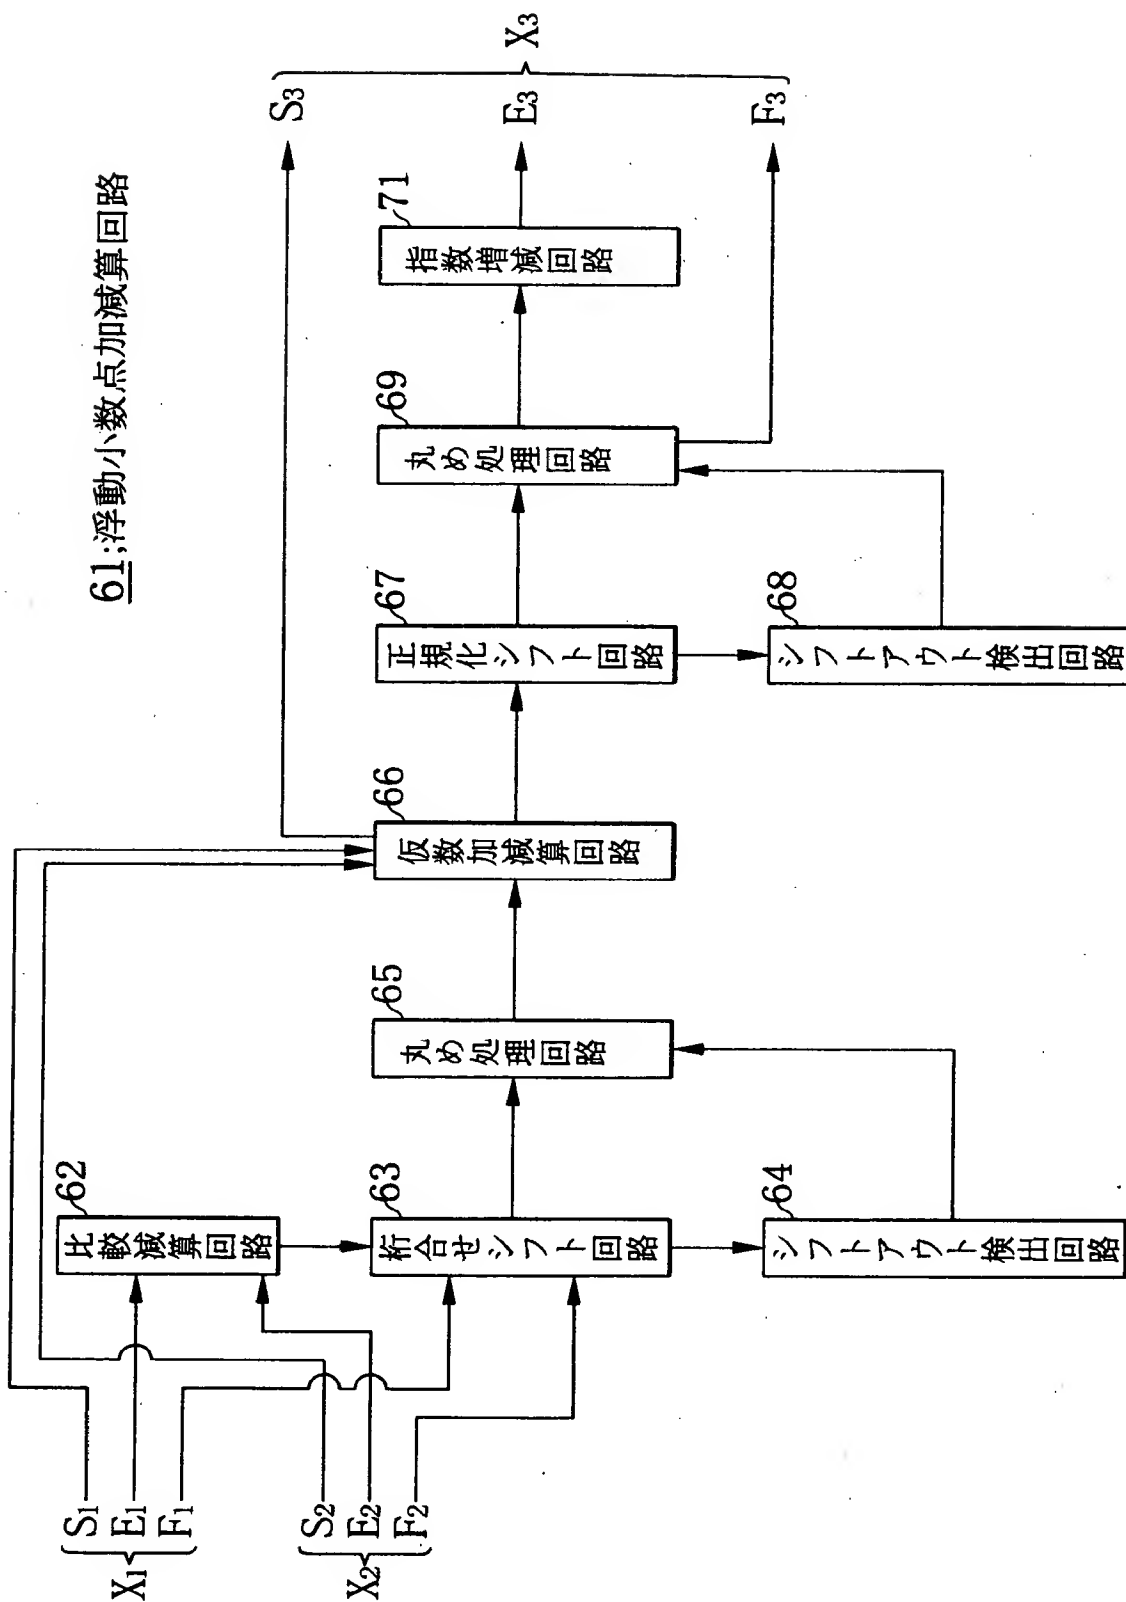 61;浮動小数点加減算回路
X1
S1
E1
F1
X2
S2
E2
F2
62
比較減算回路
63
桁合せシフト回路
64
シフトアウト検出回路
65
丸め処理回路
66
仮数加減算回路
67
正規化シフト回路
68
シフトアウト検出回路
69
丸め処理回路
71
指数増減回路
S3
E3
F3
X3